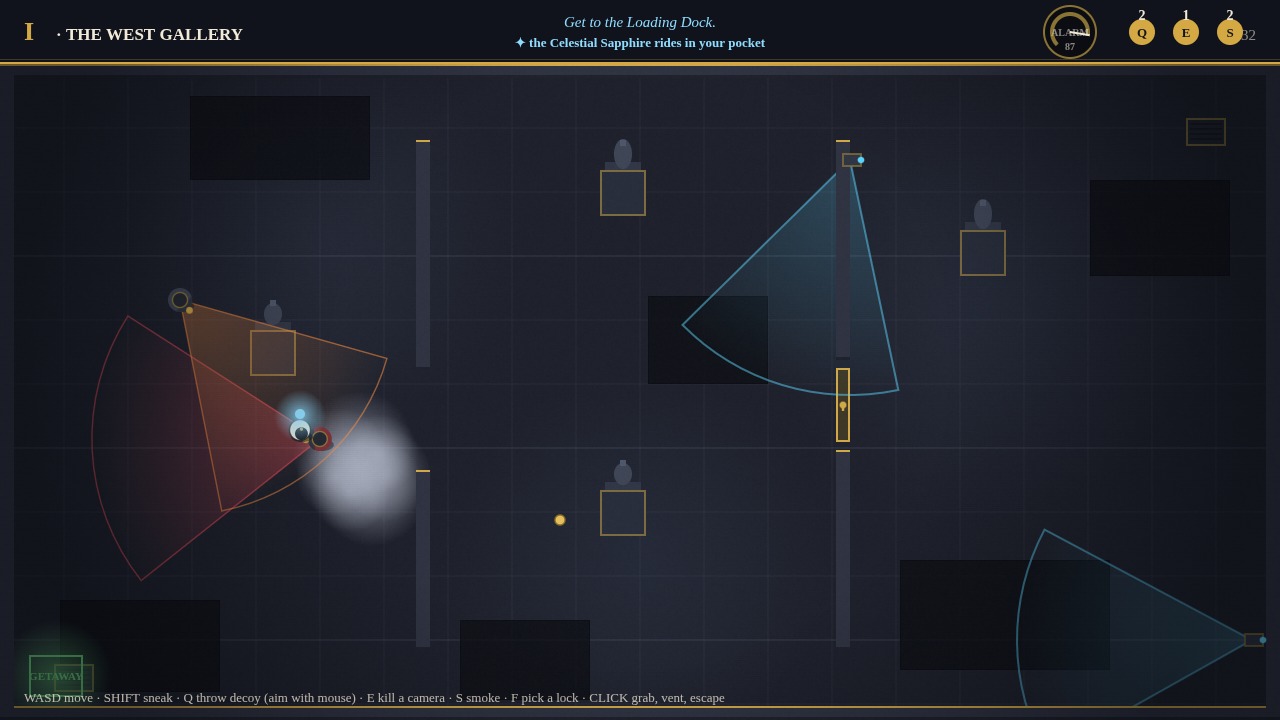 I · THE WEST GALLERY
Get to the Loading Dock.
✦ the Celestial Sapphire rides in your pocket
ALARM
87
2 1 2
Q E S 32
GETAWAY
WASD move · SHIFT sneak · Q throw decoy (aim with mouse) · E kill a camera · S smoke · F pick a lock · CLICK grab, vent, escape